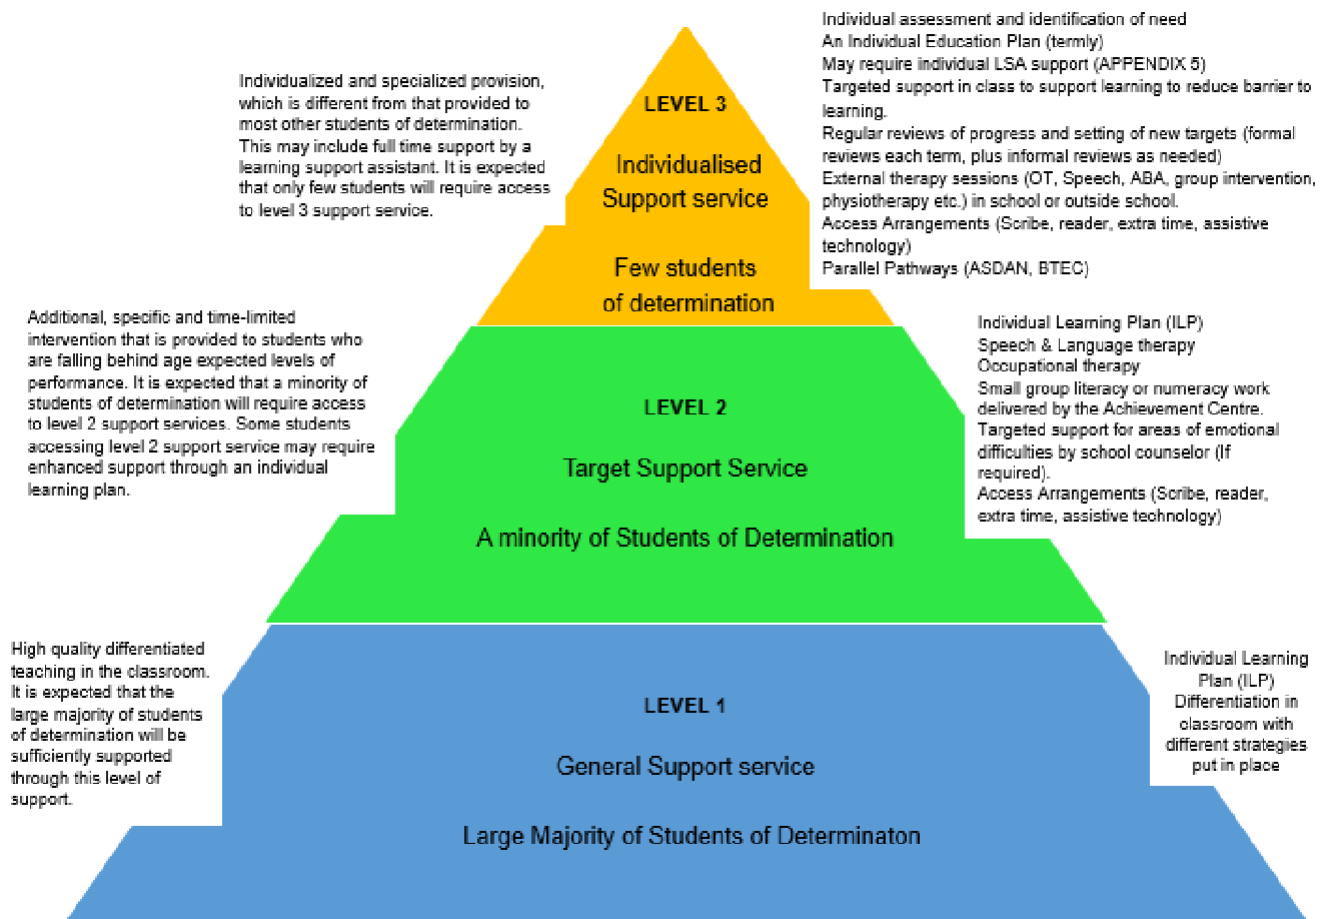 Individualized and specialized provision,
which is different from that provided to
most other students of determination.
This may include full time support by a
learning support assistant. It is expected
that only few students will require access
to level 3 support service.
LEVEL 3
Individualised
Support service
Few students
of determination
Individual assessment and identification of need
An Individual Education Plan (termly)
May require individual LSA support (APPENDIX 5)
Targeted support in class to support learning to reduce barrier to
learning.
Regular reviews of progress and setting of new targets (formal
reviews each term, plus informal reviews as needed)
External therapy sessions (OT, Speech, ABA, group intervention,
physiotherapy etc.) in school or outside school.
Access Arrangements (Scribe, reader, extra time, assistive
technology)
Parallel Pathways (ASDAN, BTEC)
Additional, specific and time-limited
intervention that is provided to students who
are falling behind age expected levels of
performance. It is expected that a minority of
students of determination will require access
to level 2 support services. Some students
accessing level 2 support service may require
enhanced support through an individual
learning plan.
LEVEL 2
Target Support Service
A minority of Students of Determination
Individual Learning Plan (ILP)
Speech & Language therapy
Occupational therapy
Small group literacy or numeracy work
delivered by the Achievement Centre.
Targeted support for areas of emotional
difficulties by school counselor (If
required).
Access Arrangements (Scribe, reader,
extra time, assistive technology)
High quality differentiated
teaching in the classroom.
It is expected that the
large majority of students
of determination will be
sufficiently supported
through this level of
support.
LEVEL 1
General Support service
Large Majority of Students of Determinaton
Individual Learning
Plan (ILP)
Differentiation in
classroom with
different strategies
put in place